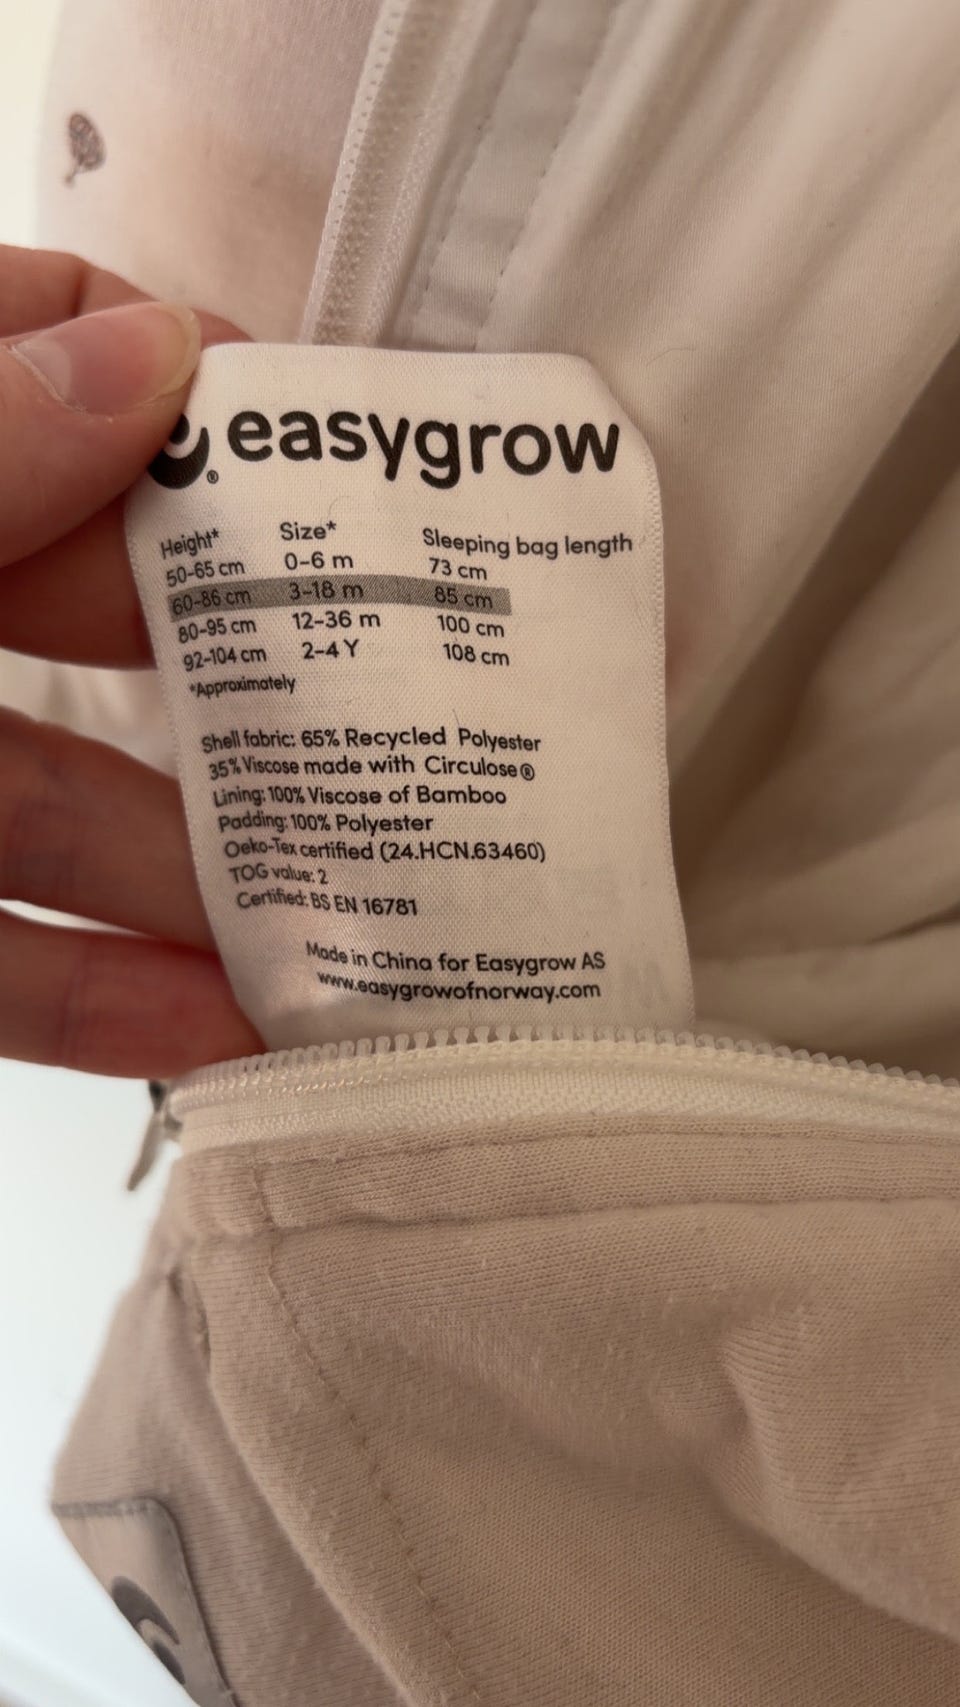 easygrow
®
Height* Size* Sleeping bag length
50-65 cm 0-6 m 73 cm
60-86 cm 3-18 m 85 cm
80-95 cm 12-36 m 100 cm
92-104 cm 2-4 Y 108 cm
*Approximately
Shell fabric: 65% Recycled Polyester
35% Viscose made with Circulose®
Lining: 100% Viscose of Bamboo
Padding: 100% Polyester
Oeko-Tex certified (24.HCN.63460)
TOG value: 2
Certified: BS EN 16781
Made in China for Easygrow AS
www.easygrowofnorway.com